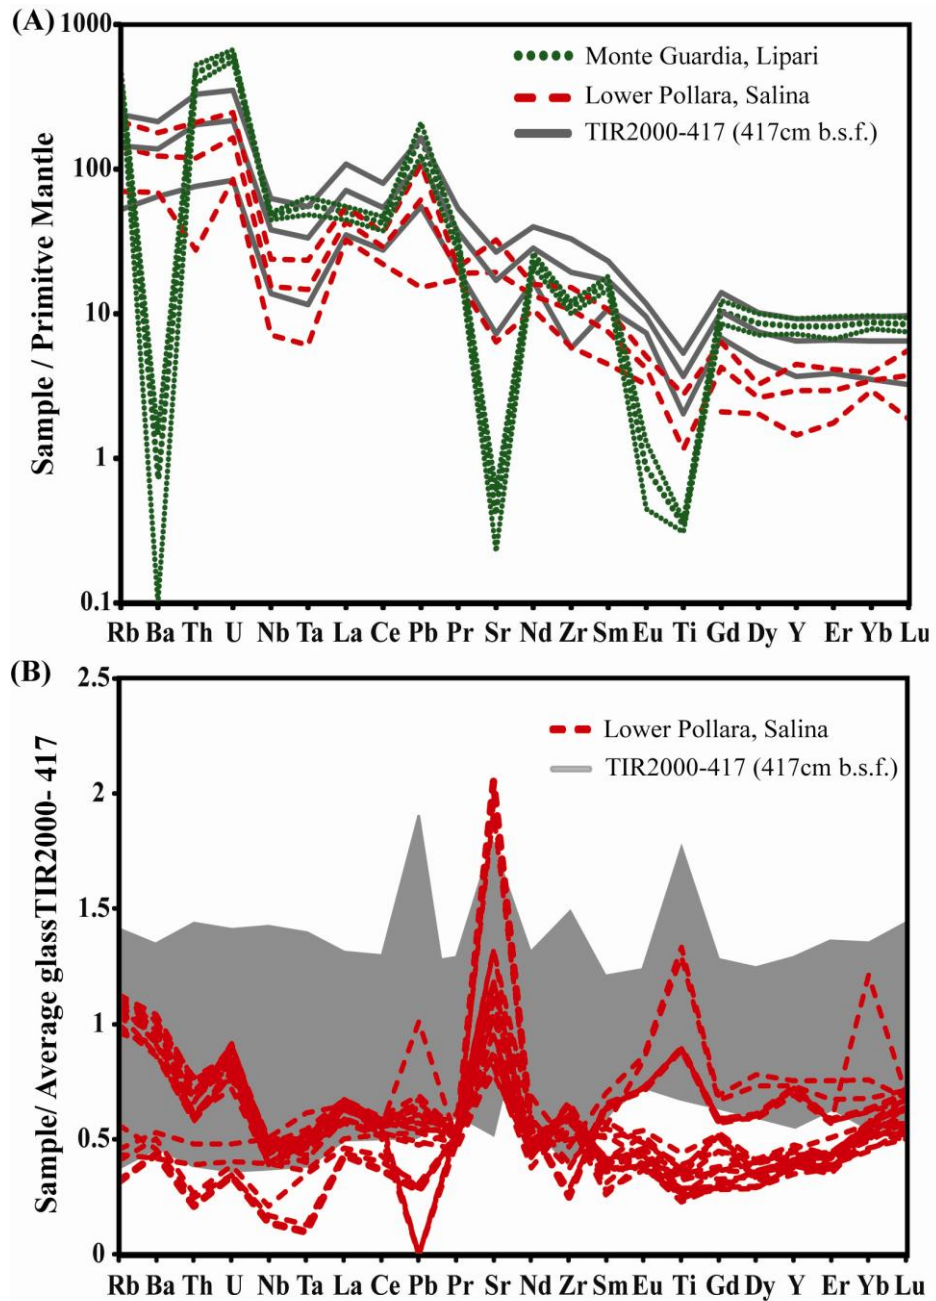 (A)
1000
100
10
1
0.1
Sample / Primitve Mantle
Monte Guardia, Lipari
Lower Pollara, Salina
TIR2000-417 (417cm b.s.f.)
Rb Ba Th U Nb Ta La Ce Pb Pr Sr Nd Zr Sm Eu Ti Gd Dy Y Er Yb Lu
(B)
2.5
2
1.5
1
0.5
0
Sample/ Average glassTIR2000- 417
Lower Pollara, Salina
TIR2000-417 (417cm b.s.f.)
Rb Ba Th U Nb Ta La Ce Pb Pr Sr Nd Zr Sm Eu Ti Gd Dy Y Er Yb Lu